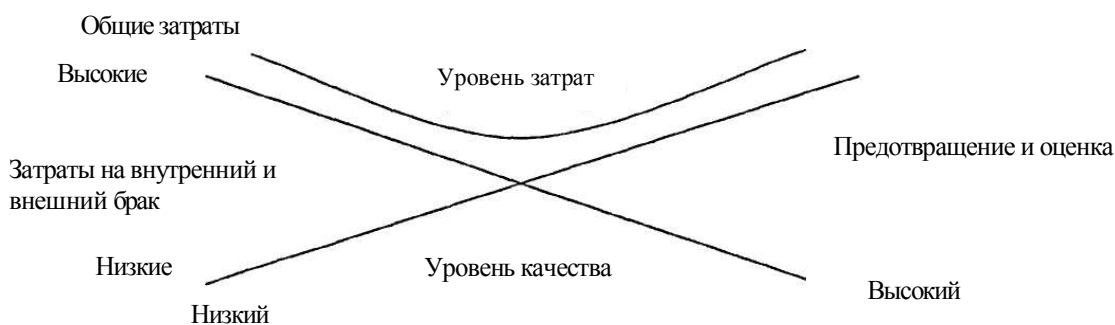 Общие затраты
Высокие
Уровень затрат
Предотвращение и оценка
Затраты на внутренний и
внешний брак
Низкие
Уровень качества
Высокий
Низкий